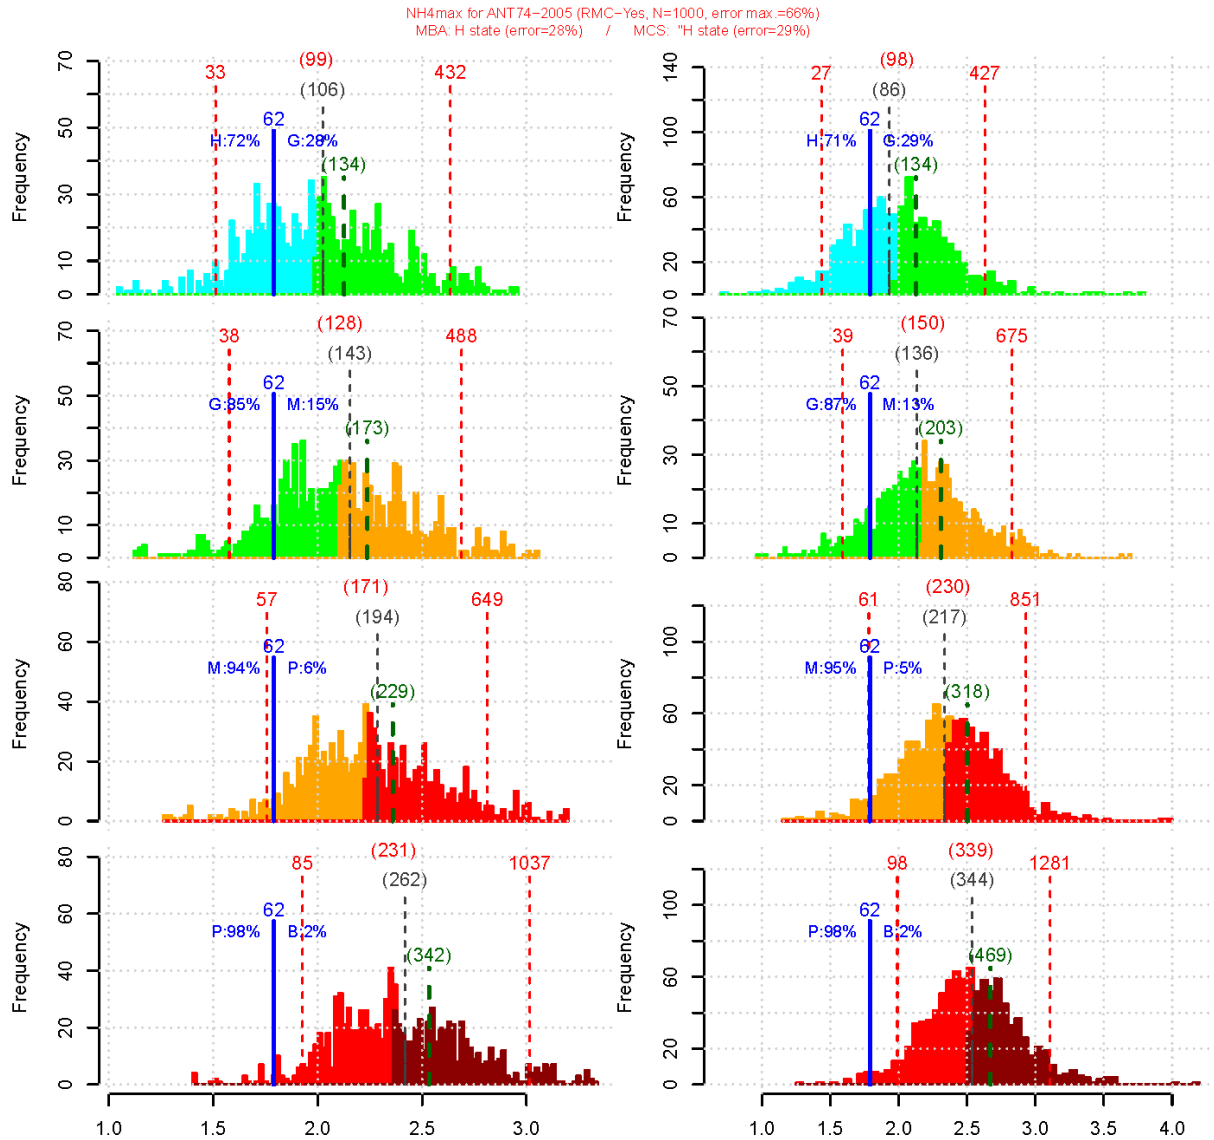 NH4max for ANT74-2005 (RMC-Yes, N=1000, error max.=66%)
MBA: H state (error=28%) / MCS: "H state (error=29%)
Frequency
0 10 30 50 70
33
(99)
(106)
432
62
H:72% G:28%
(134)
Frequency
0 20 60 100 140
27
(98)
(86)
427
62
H:71% G:29%
(134)
Frequency
0 10 30 50 70
38
(128)
(143)
488
62
G:85% M:15%
(173)
Frequency
0 10 30 50 70
39
(150)
(136)
675
62
G:87% M:13%
(203)
Frequency
0 20 40 60 80
57
(171)
(194)
649
62
M:94% P:6%
(229)
Frequency
0 20 60 100
61
(230)
(217)
851
62
M:95% P:5%
(318)
Frequency
0 20 40 60 80
85
(231)
(262)
1037
62
P:98% B:2%
(342)
1.0 1.5 2.0 2.5 3.0
Frequency
0 20 60 100
98
(339)
(344)
1281
62
P:98% B:2%
(469)
1.0 1.5 2.0 2.5 3.0 3.5 4.0